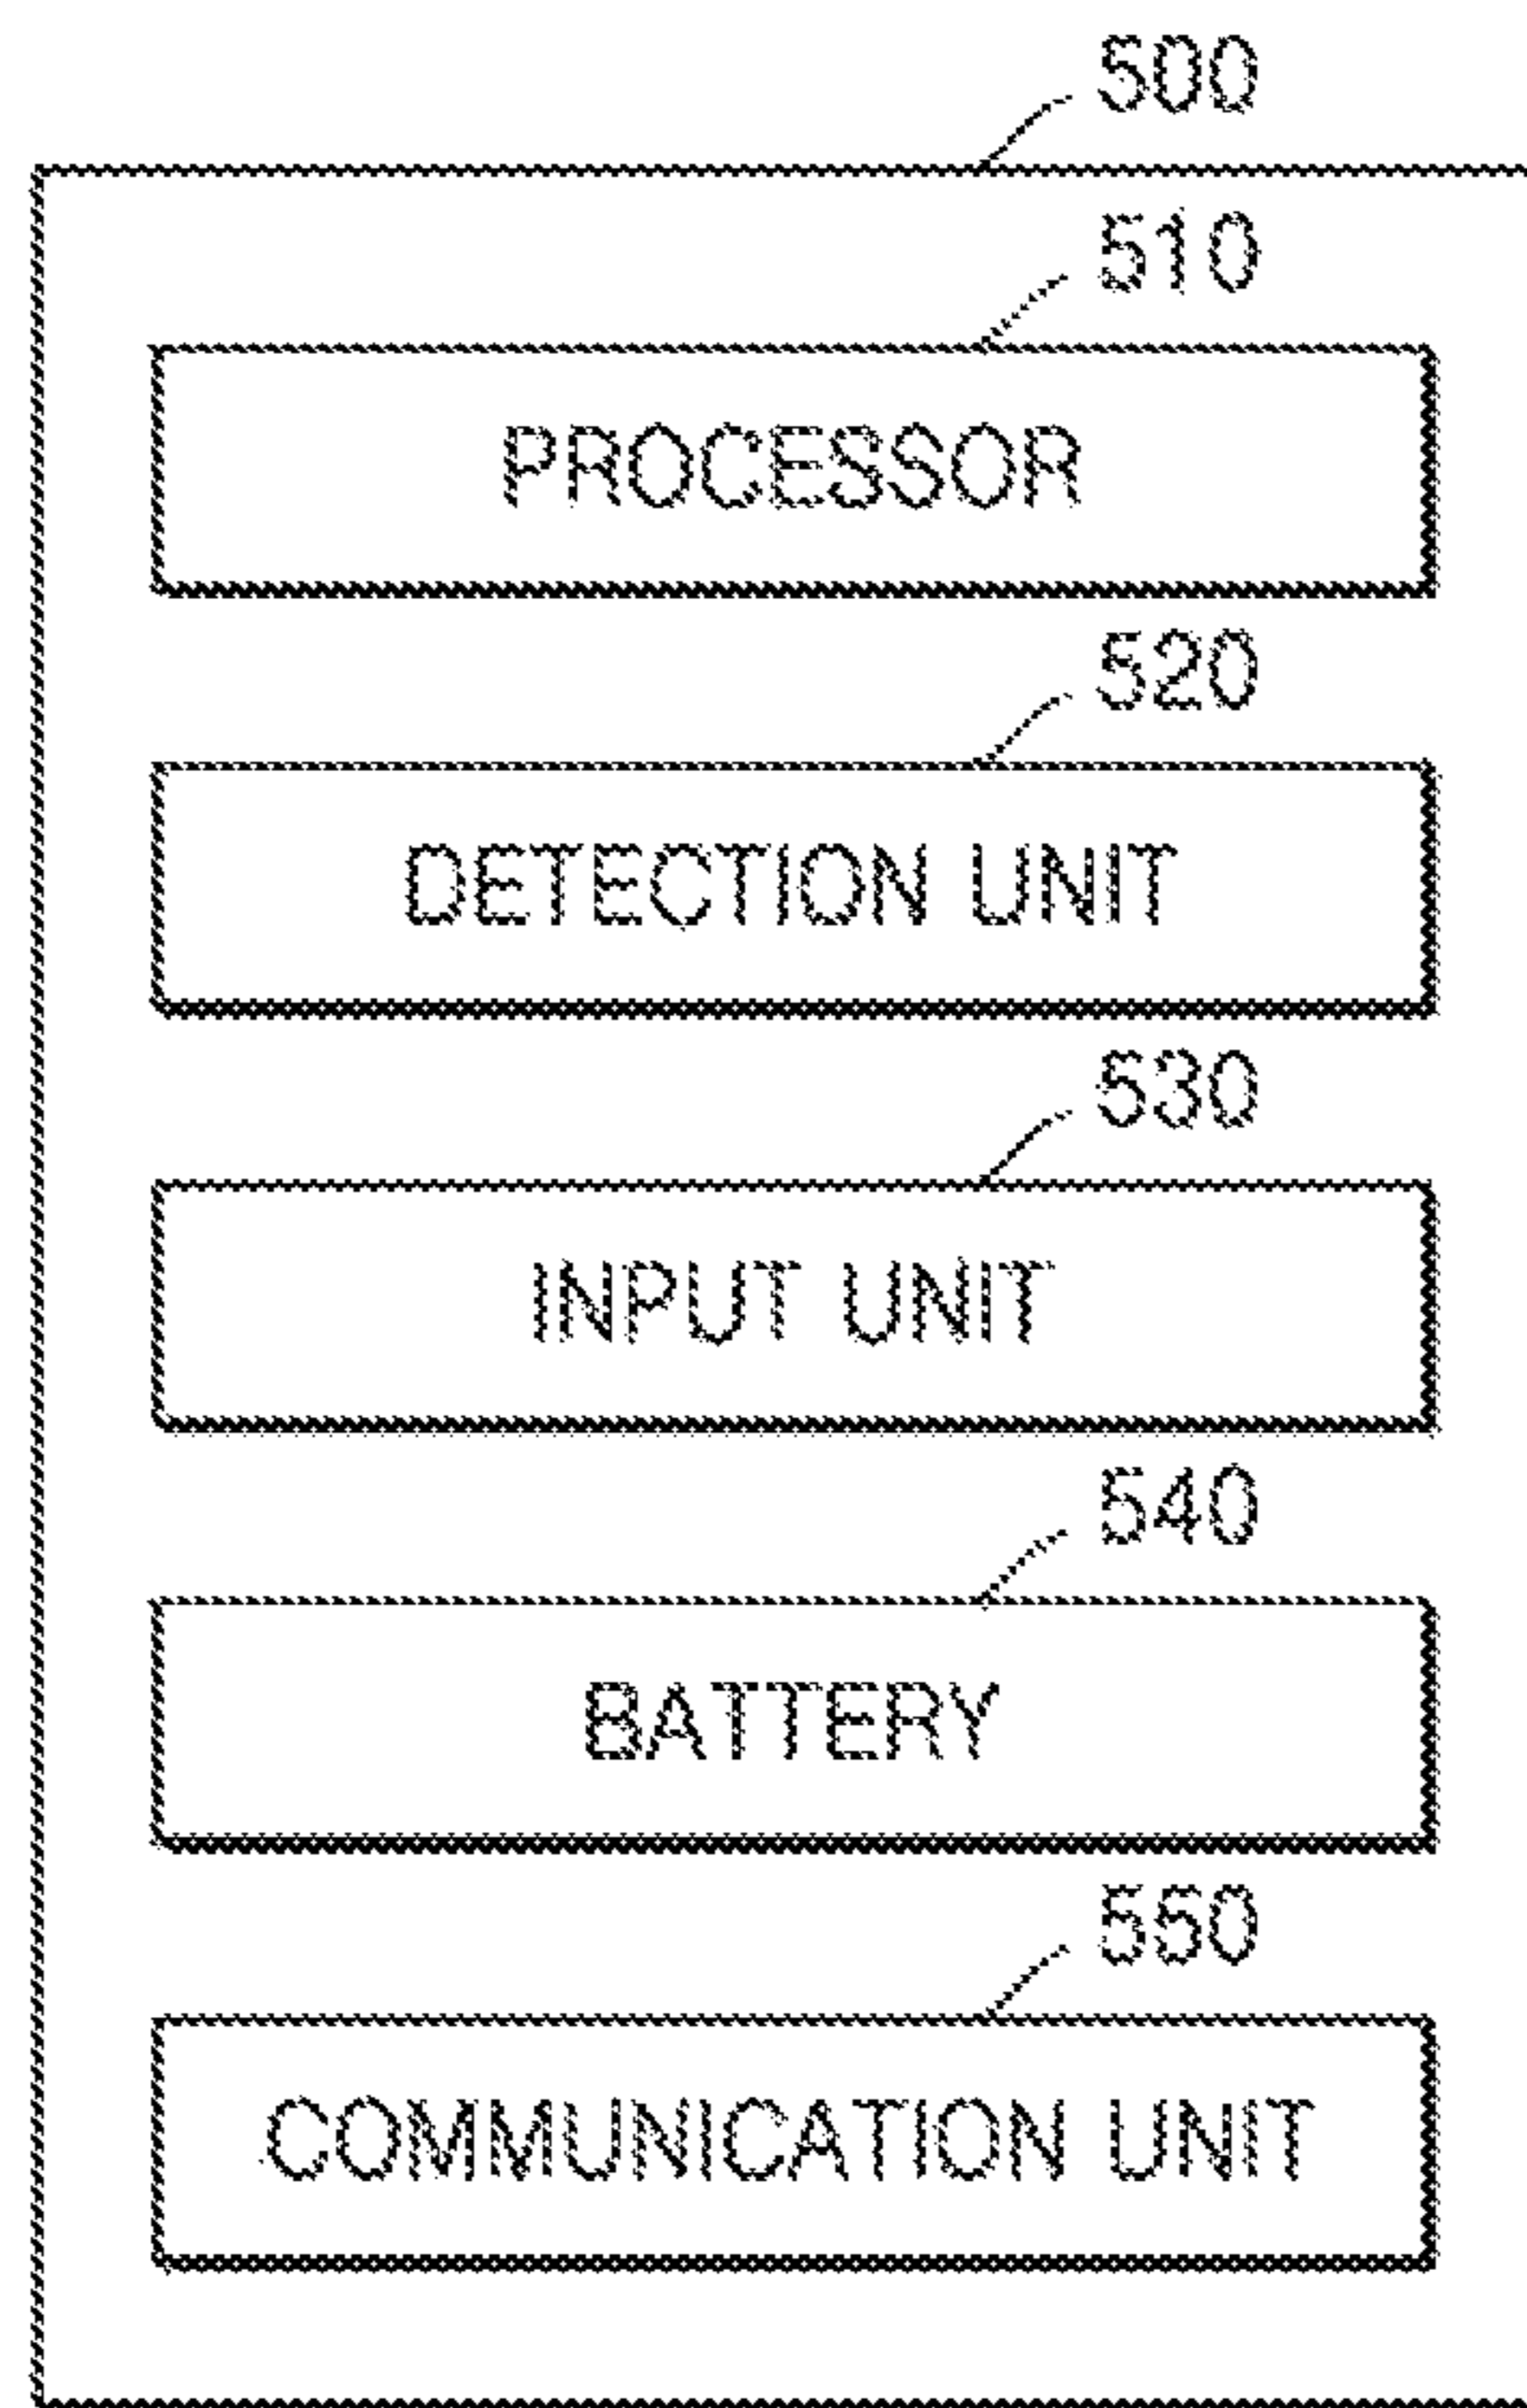 500
510
PROCESSOR
520
DETECTION UNIT
530
INPUT UNIT
540
BATTERY
550
COMMUNICATION UNIT